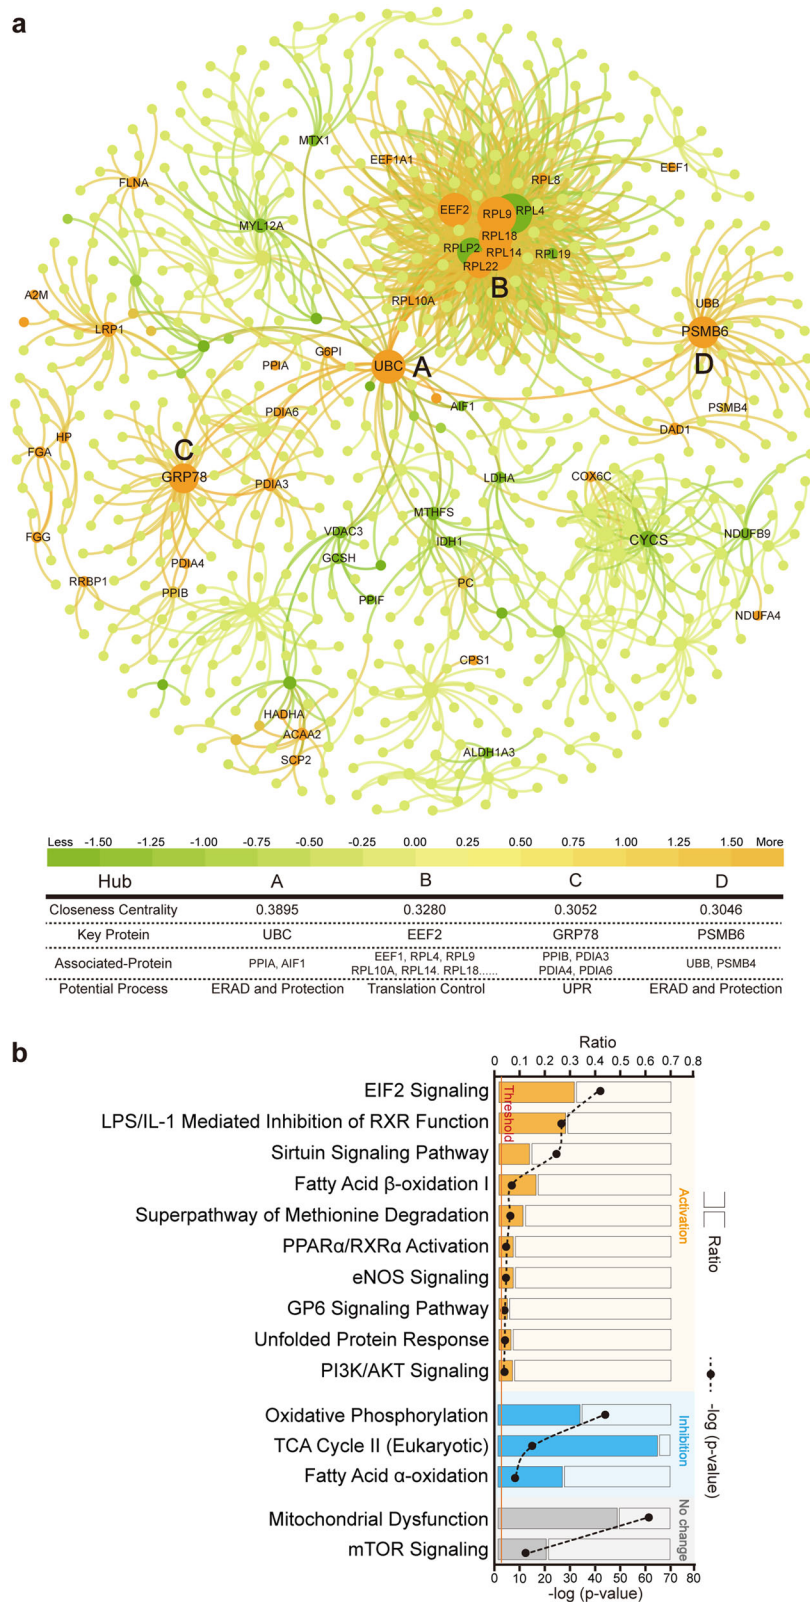 a
MTX1
EEF1A1
RPL8
EEF1
FLNA
EEF2
RPL9
RPL4
MYL12A
RPL18
RPLP2
RPL14
RPL19
RPL22
B
A2M
RPL10A
UBB
LRP1
PSMB6
G6PI
PPIA
UBC
A
D
PDIA6
AIF1
PSMB4
HP
C
DAD1
FGA
GRP78
PDIA3
LDHA
COX6C
MTHFS
VDAC3
FGG
IDH1
CYCS
NDUFB9
GCSH
PDIA4
RRBP1
PPIB
PPIF
PC
NDUFA4
CPS1
HADHA
ACAA2
SCP2
ALDH1A3
Less -1.50 -1.25 -1.00 -0.75 -0.50 -0.25 0.00 0.25 0.50 0.75 1.00 1.25 1.50 More
Hub A B C D
Closeness Centrality 0.3895 0.3280 0.3052 0.3046
Key Protein UBC EEF2 GRP78 PSMB6
Associated-Protein PPIA, AIF1 EEF1, RPL4, RPL9 PPIB, PDIA3 UBB, PSMB4
RPL10A, RPL14. RPL18...... PDIA4, PDIA6
Potential Process ERAD and Protection Translation Control UPR ERAD and Protection
b
Ratio
0 0.1 0.2 0.3 0.4 0.5 0.6 0.7 0.8
EIF2 Signaling
LPS/IL-1 Mediated Inhibition of RXR Function
Sirtuin Signaling Pathway
Fatty Acid β-oxidation I
Superpathway of Methionine Degradation
PPARα/RXRα Activation
eNOS Signaling
GP6 Signaling Pathway
Unfolded Protein Response
PI3K/AKT Signaling
Oxidative Phosphorylation
TCA Cycle II (Eukaryotic)
Fatty Acid α-oxidation
Mitochondrial Dysfunction
mTOR Signaling
Threshold
Activation
Inhibition
No change
Ratio
-log (p-value)
0 10 20 30 40 50 60 70 80
-log (p-value)